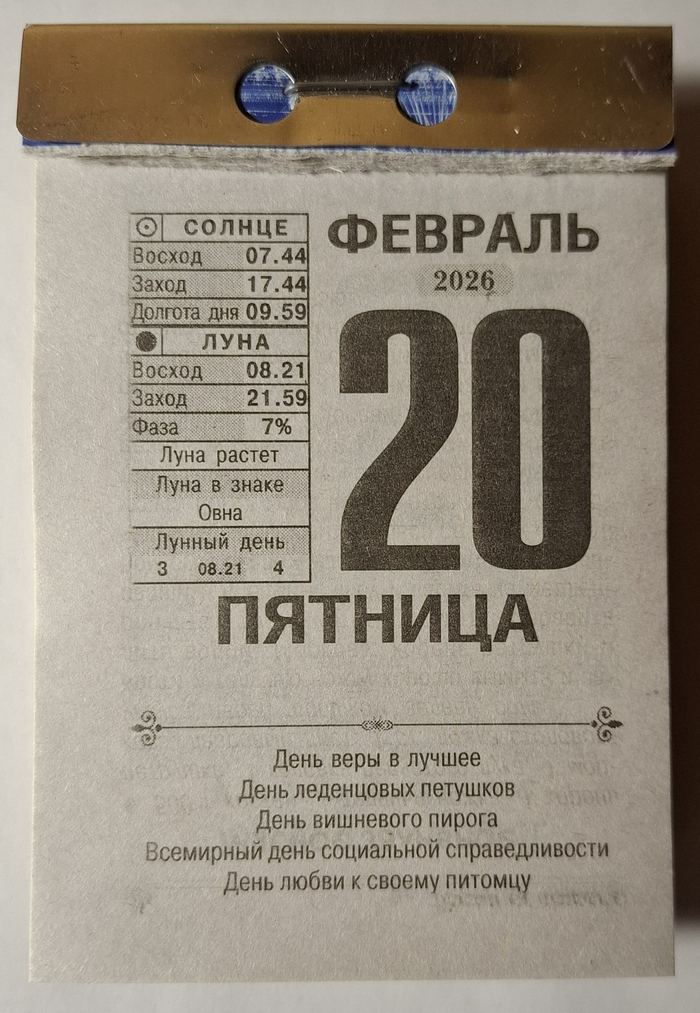 СОЛНЦЕ
Восход 07.44
Заход 17.44
Долгота дня 09.59
ЛУНА
Восход 08.21
Заход 21.59
Фаза 7%
Луна растет
Луна в знаке
Овна
Лунный день
3 08.21 4
ФЕВРАЛЬ
2026
20
ПЯТНИЦА
День веры в лучшее
День леденцовых петушков
День вишневого пирога
Всемирный день социальной справедливости
День любви к своему питомцу